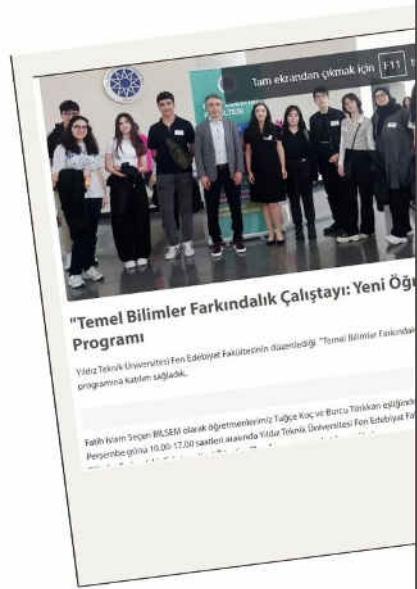 Tam ekrandan çıkmak için F11
"Temel Bilimler Farkındalık Çalıştayı: Yeni Öğ
Programı
Yıldız Teknik Üniversitesi Fen Edebiyat Fakültesinin düzenlediği "Temel Bilimler Farkındalı
programına katılım sağladık.
Fatih İslam Seçen BİLSEM olarak öğretmenlerimiz Tuğçe Koç ve Burcu Türkkan eşliğinde
Perşembe günü 10.00-17.00 saatleri arasında Yıldız Teknik Üniversitesi Fen Edebiyat Fa